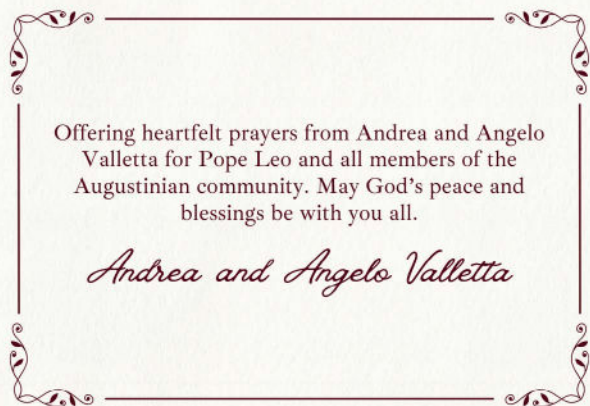 Offering heartfelt prayers from Andrea and Angelo
Valletta for Pope Leo and all members of the
Augustinian community. May God's peace and
blessings be with you all.
Andrea and Angelo Valletta